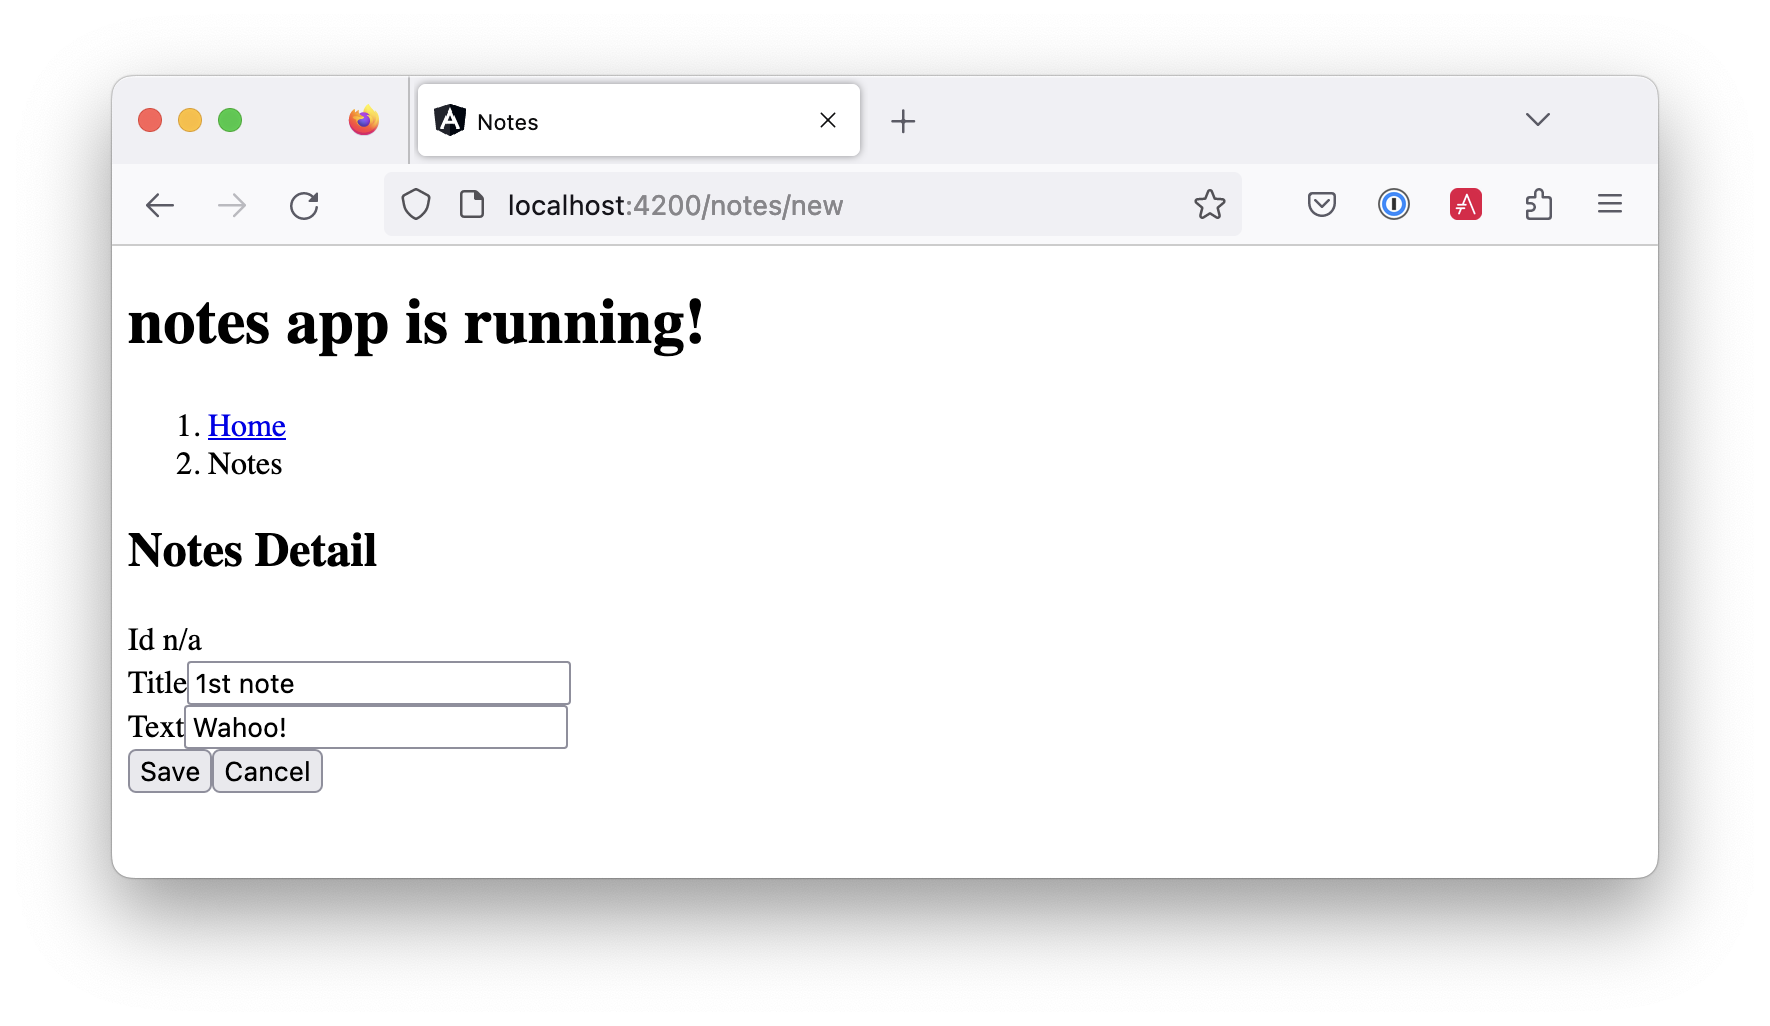 Notes
localhost:4200/notes/new
notes app is running!
1. Home
2. Notes
Notes Detail
Id n/a
Title 1st note
Text Wahoo!
Save Cancel